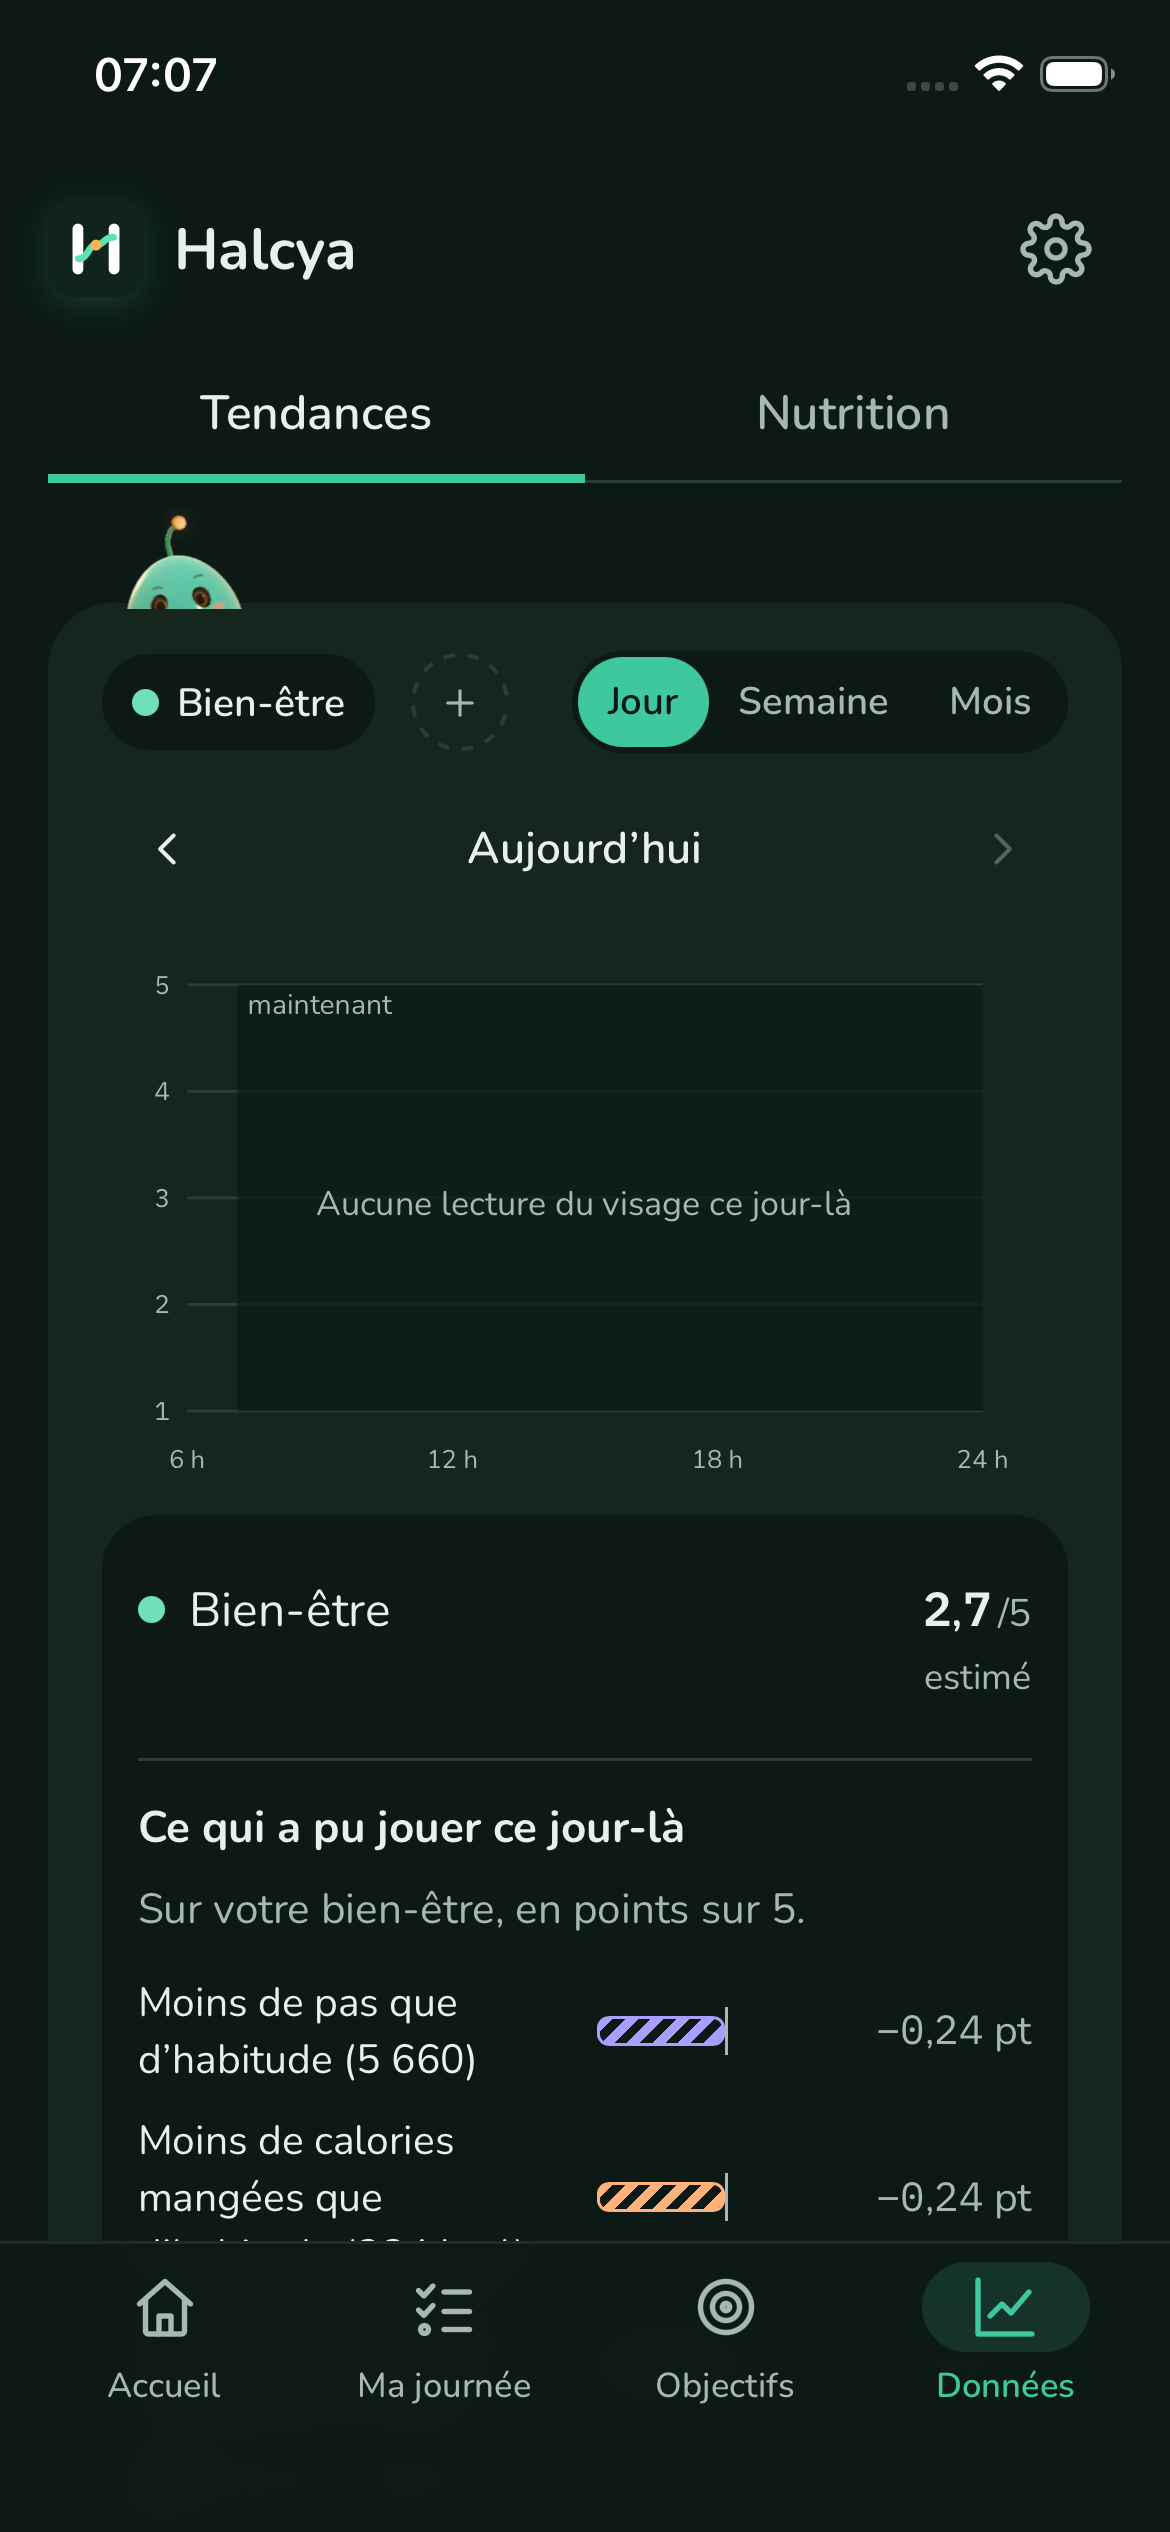 07:07
Halcya
Tendances
Nutrition
Bien-être
Jour
Semaine
Mois
Aujourd’hui
5
maintenant
4
3
Aucune lecture du visage ce jour-là
2
1
6 h
12 h
18 h
24 h
Bien-être
2,7 /5
estimé
Ce qui a pu jouer ce jour-là
Sur votre bien-être, en points sur 5.
Moins de pas que
d’habitude (5 660)
−0,24 pt
Moins de calories
mangées que
−0,24 pt
Accueil
Ma journée
Objectifs
Données